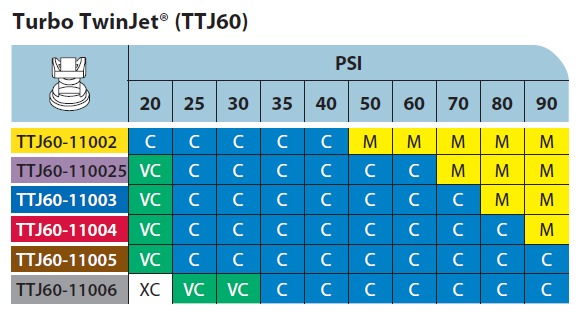 Turbo TwinJet® (TTJ60)
PSI
20 25 30 35 40 50 60 70 80 90
TTJ60-11002 C C C C C M M M M M
TTJ60-110025 VC C C C C C C M M M
TTJ60-11003 VC C C C C C C C M M
TTJ60-11004 VC C C C C C C C C M
TTJ60-11005 VC C C C C C C C C C
TTJ60-11006 XC VC VC C C C C C C C